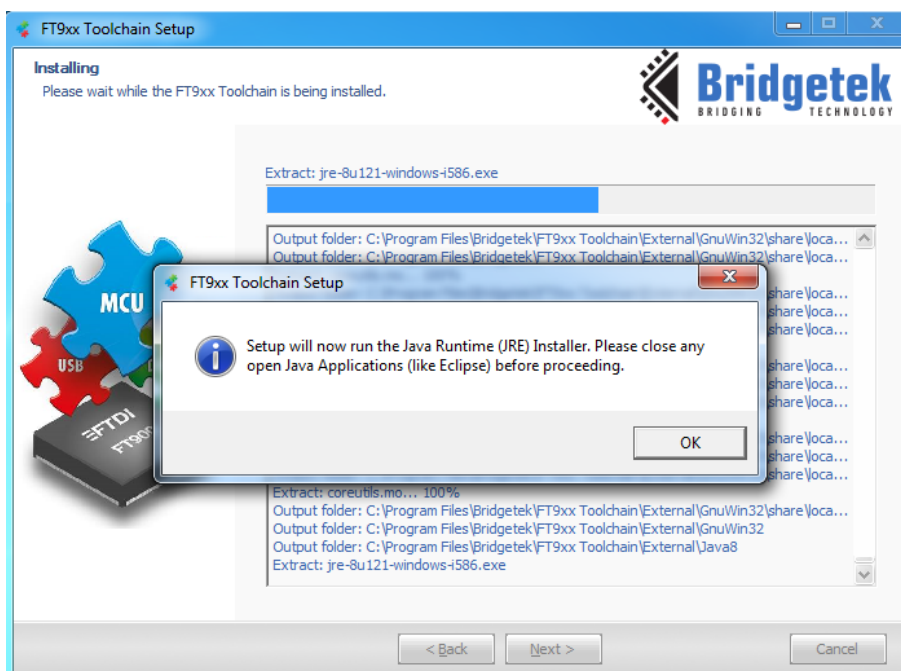 FT9xx Toolchain Setup
Installing
Please wait while the FT9xx Toolchain is being installed.
Bridgetek
BRIDGING TECHNOLOGY
Extract: jre-8u121-windows-i586.exe
Output folder: C:\Program Files\Bridgetek\FT9xx Toolchain\External\GnuWin32\share\loca...
Output folder: C:\Program Files\Bridgetek\FT9xx Toolchain\External\GnuWin32\share\loca...
share\loca...
share\loca...
share\loca...
share\loca...
share\loca...
share\loca...
share\loca...
share\loca...
share\loca...
FT9xx Toolchain Setup
Setup will now run the Java Runtime (JRE) Installer. Please close any
open Java Applications (like Eclipse) before proceeding.
OK
MCU
USB
FTDI
FT900
Extract: coreutils.mo... 100%
Output folder: C:\Program Files\Bridgetek\FT9xx Toolchain\External\GnuWin32\share\loca...
Output folder: C:\Program Files\Bridgetek\FT9xx Toolchain\External\GnuWin32
Output folder: C:\Program Files\Bridgetek\FT9xx Toolchain\External\Java8
Extract: jre-8u121-windows-i586.exe
< Back
Next >
Cancel